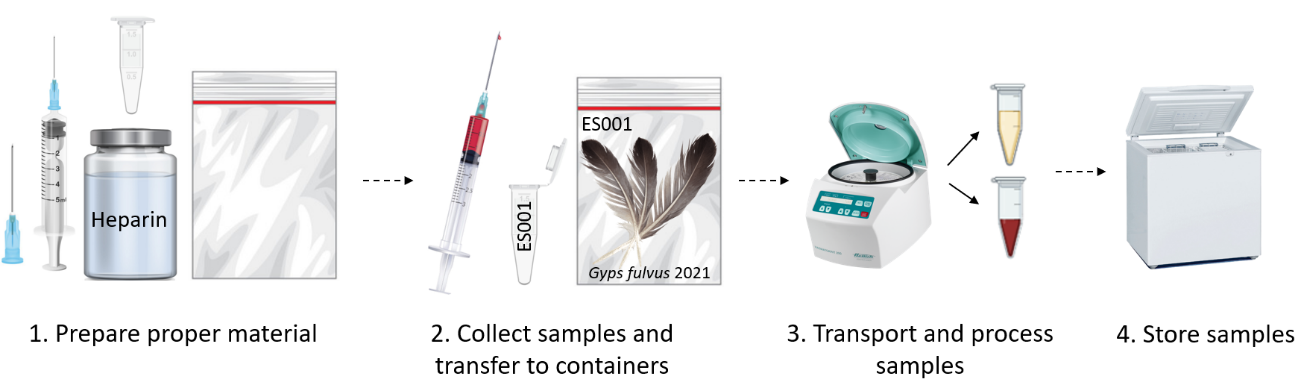 Heparin
ES001
ES001
Gyps fulvus 2021
1. Prepare proper material
2. Collect samples and
transfer to containers
3. Transport and process
samples
4. Store samples